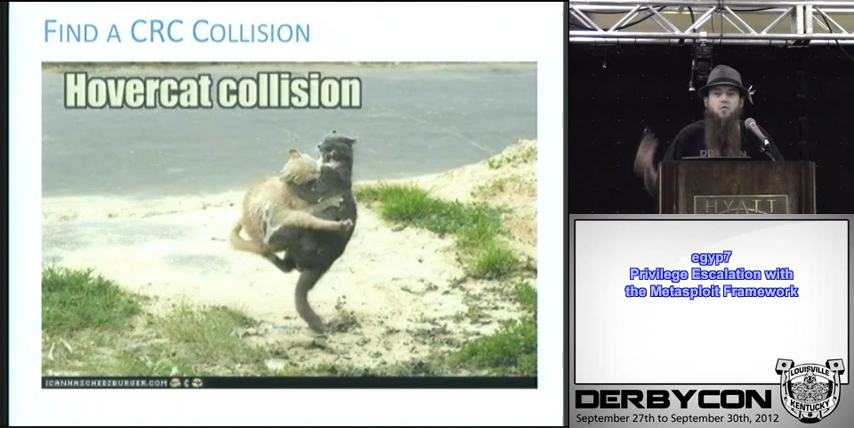 FIND A CRC COLLISION
Hovercat collision
ICANHASCHEEZBURGER.COM
HYATT
egyp7
Privilege Escalation with
the Metasploit Framework
DERBYCON
September 27th to September 30th, 2012
LOUISVILLE
KENTUCKY